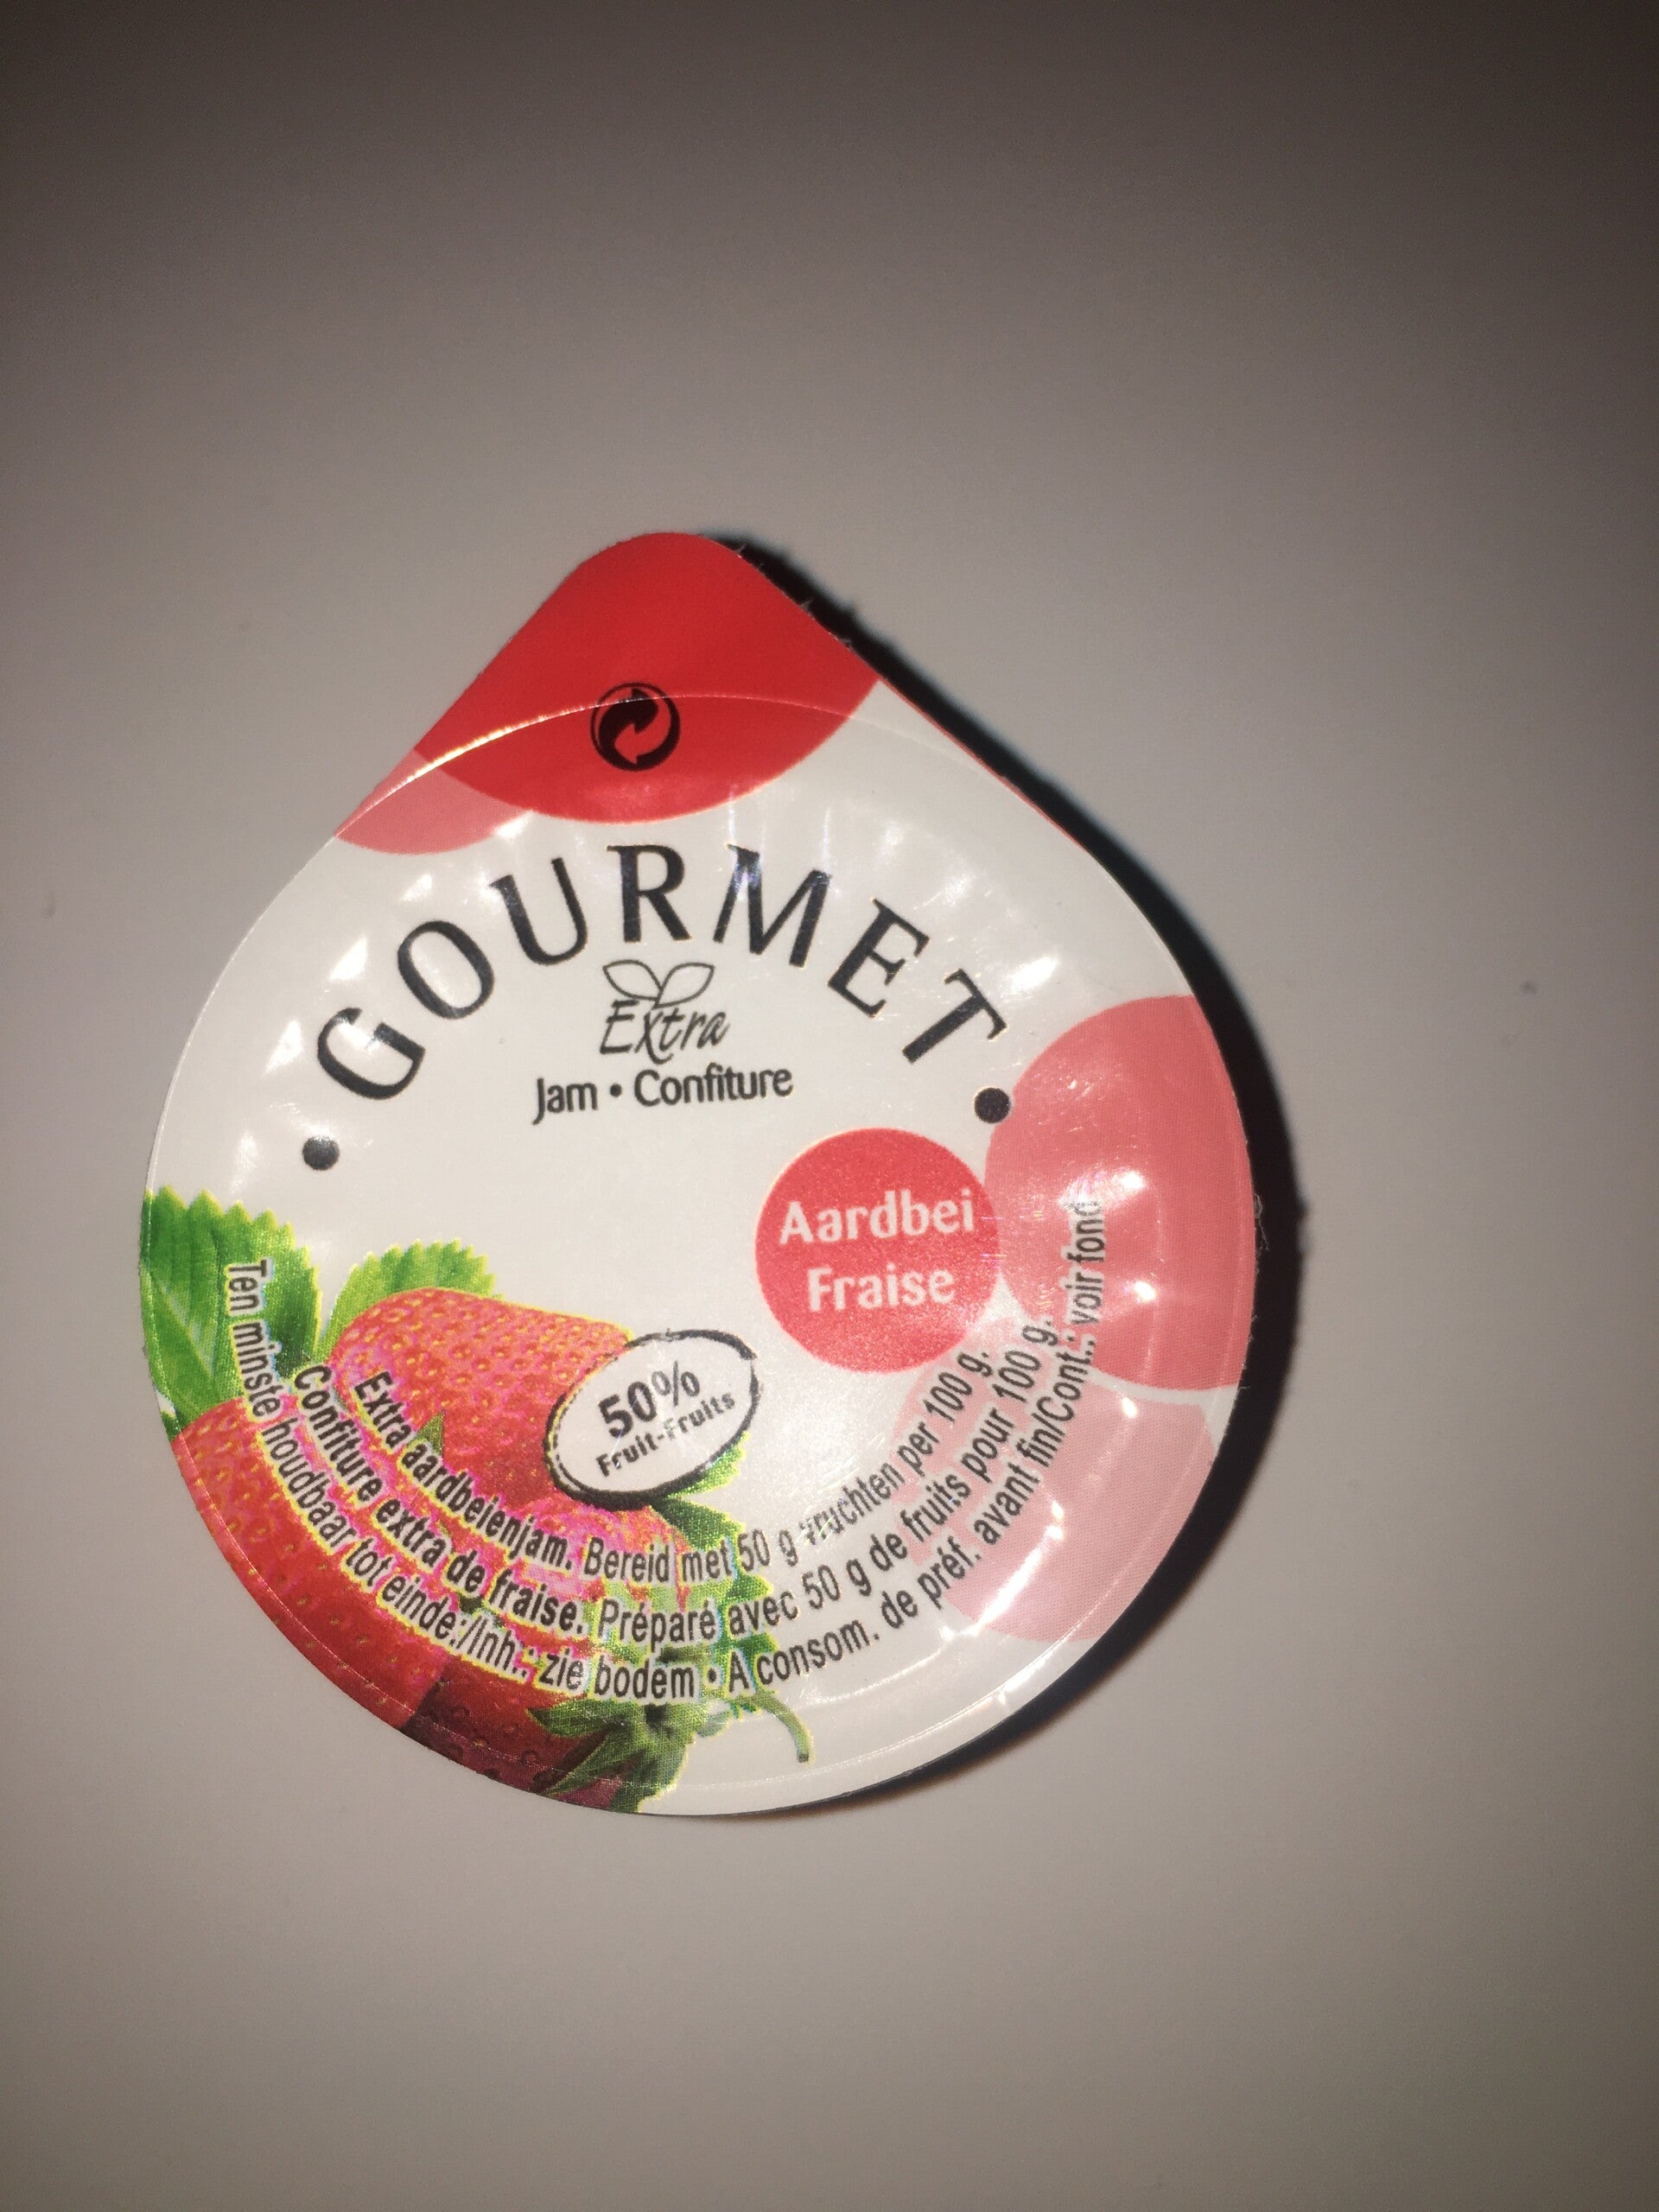 GOURMET
Extra
Jam • Confiture
Aardbei
Fraise
50%
Fruit-Fruits
Extra aardbeienjam. Bereid met 50 g vruchten per 100 g.
Confiture extra de fraise. Préparé avec 50 g de fruits pour 100 g.
Ten minste houdbaar tot einde:/Inh.: zie bodem • A consom. de préf. avant fin/Cont.: voir fond